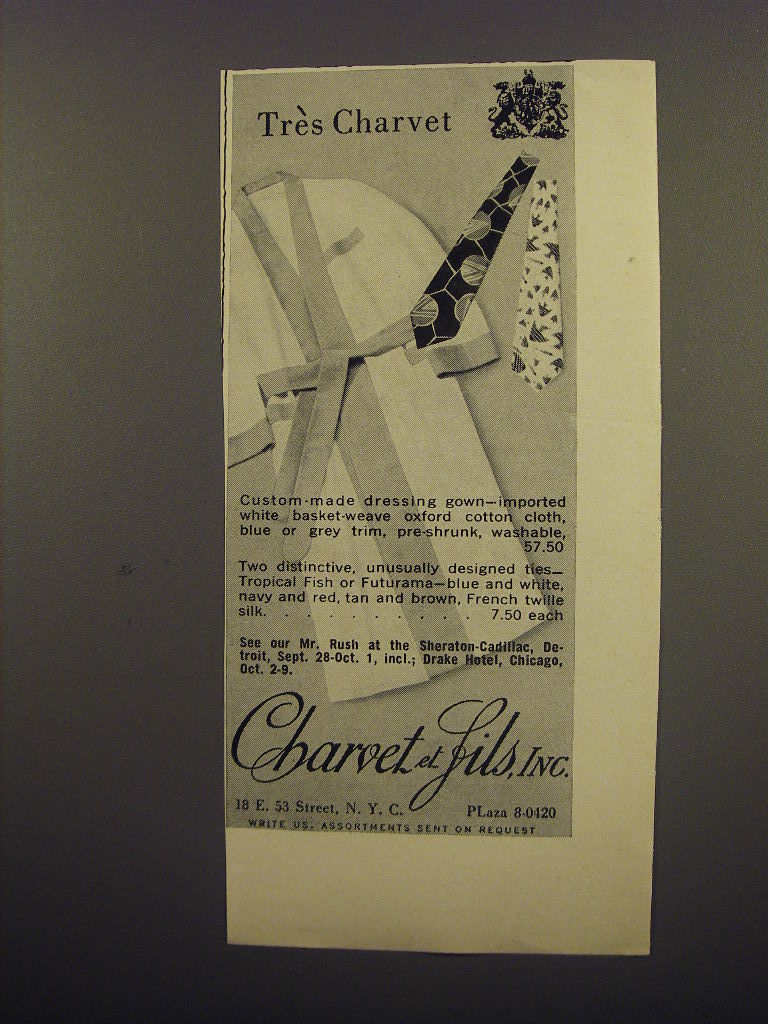 Très Charvet
Custom-made dressing gown—imported
white basket-weave oxford cotton cloth,
blue or grey trim, pre-shrunk, washable,
57.50
Two distinctive, unusually designed ties—
Tropical Fish or Futurama—blue and white,
navy and red, tan and brown, French twille
silk. . . . . . . . . . 7.50 each
See our Mr. Rush at the Sheraton-Cadillac, De-
troit, Sept. 28-Oct. 1, incl.; Drake Hotel, Chicago,
Oct. 2-9.
Charvet et Fils, INC.
18 E. 53 Street, N. Y. C. PLaza 8-0420
WRITE US. ASSORTMENTS SENT ON REQUEST